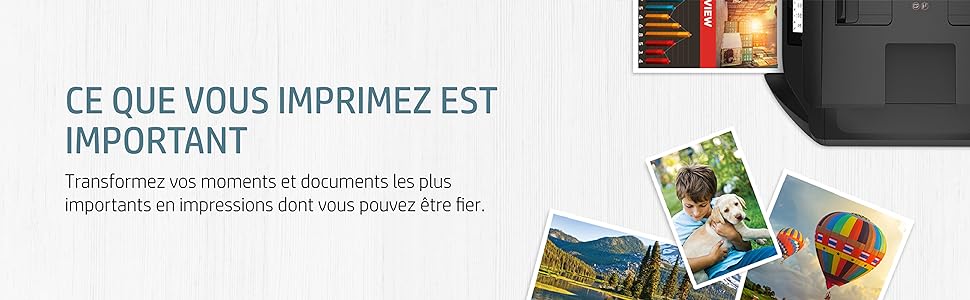 CE QUE VOUS IMPRIMEZ EST
IMPORTANT
Transformez vos moments et documents les plus
importants en impressions dont vous pouvez être fier.
VIEW